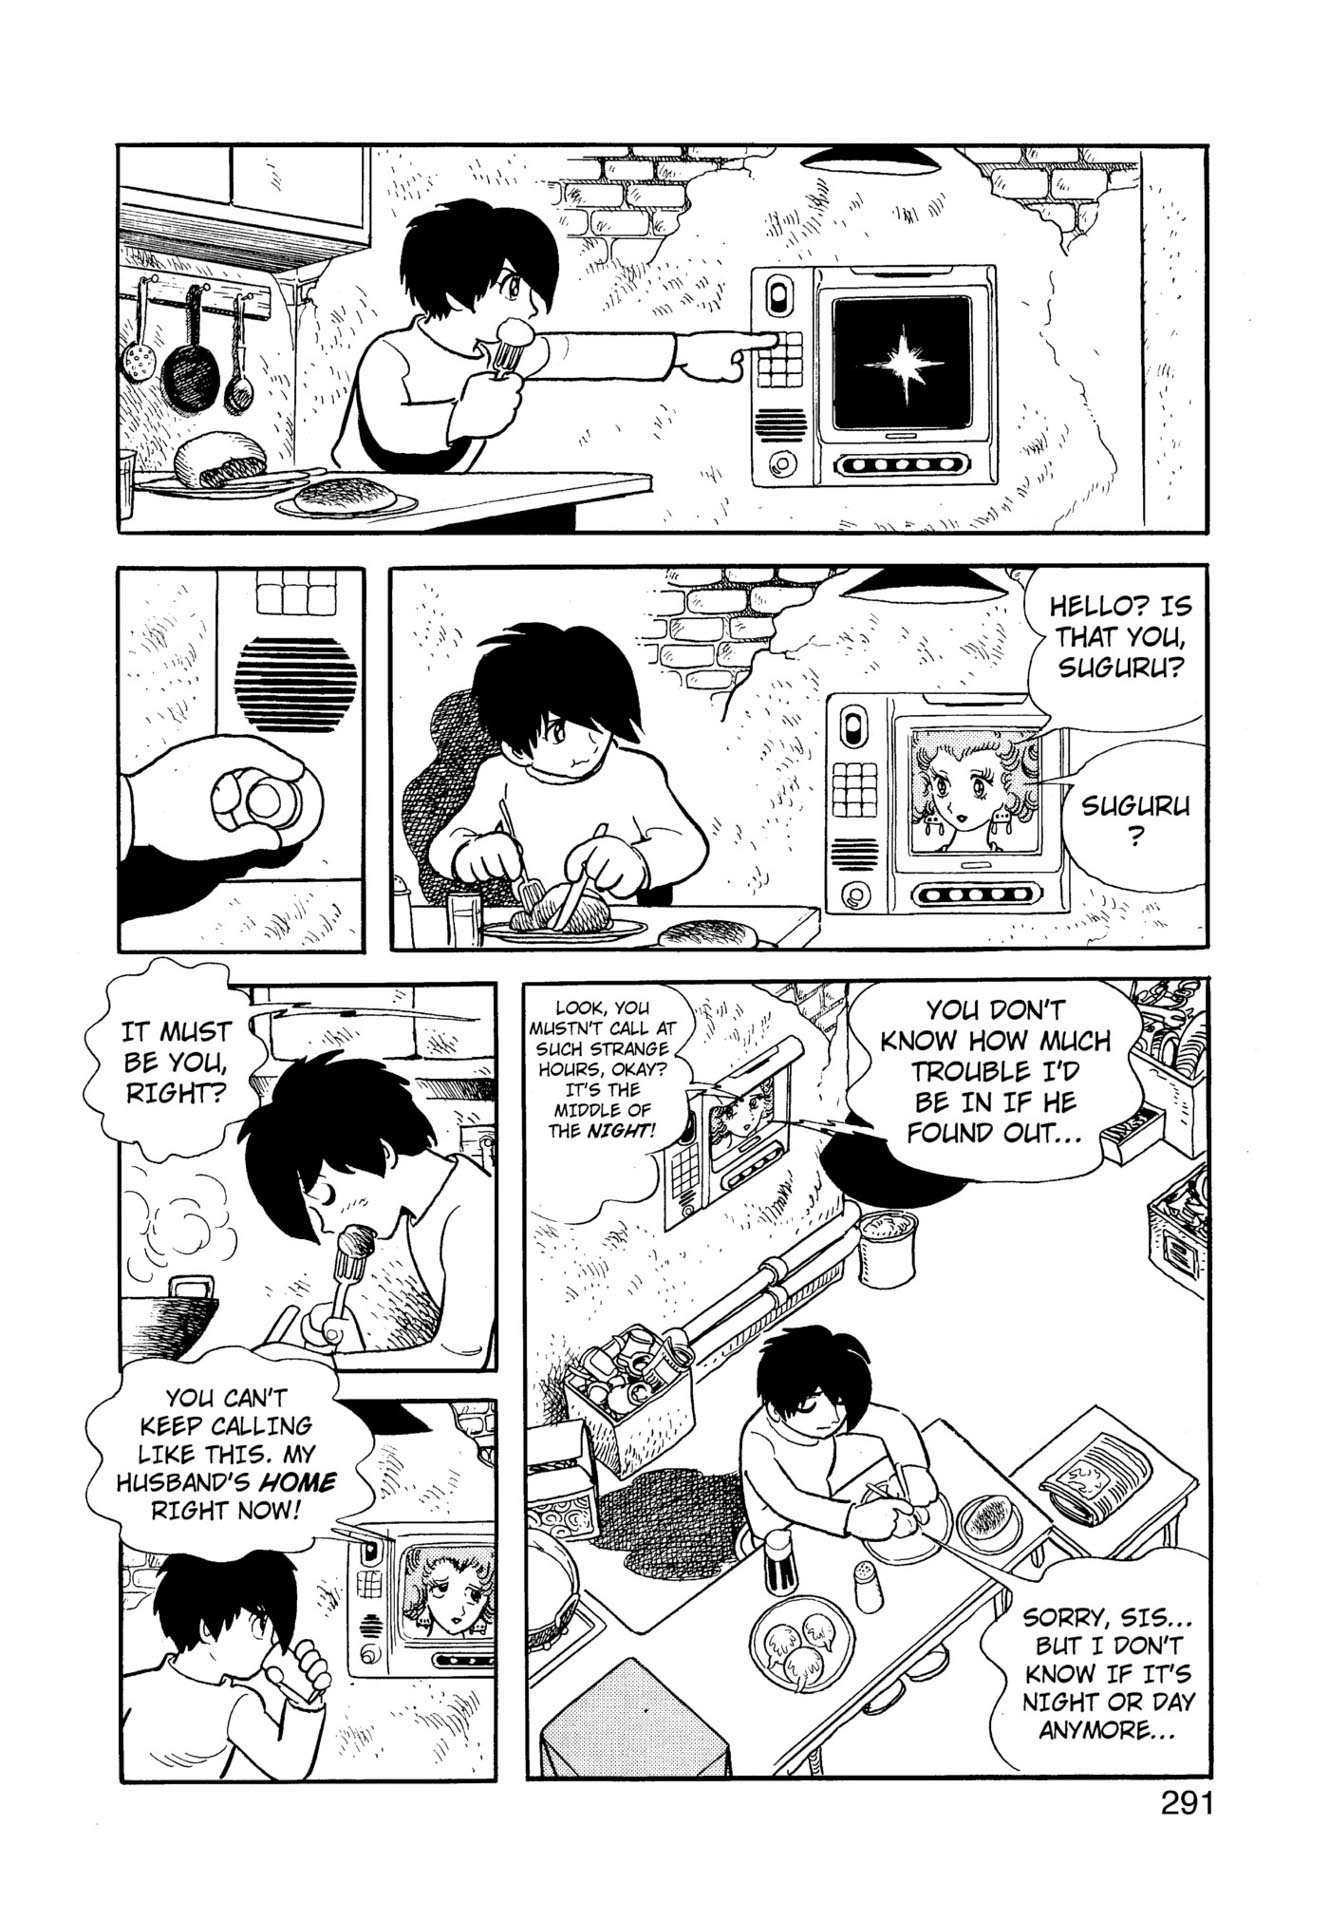 HELLO? IS
THAT YOU,
SUGURU?
SUGURU
?
IT MUST
BE YOU,
RIGHT?
YOU CAN'T
KEEP CALLING
LIKE THIS. MY
HUSBAND'S HOME
RIGHT NOW!
LOOK, YOU
MUSTN'T CALL AT
SUCH STRANGE
HOURS, OKAY?
IT'S THE
MIDDLE OF
THE NIGHT!
YOU DON'T
KNOW HOW MUCH
TROUBLE I'D
BE IN IF HE
FOUND OUT...
SORRY, SIS...
BUT I DON'T
KNOW IF IT'S
NIGHT OR DAY
ANYMORE...
291